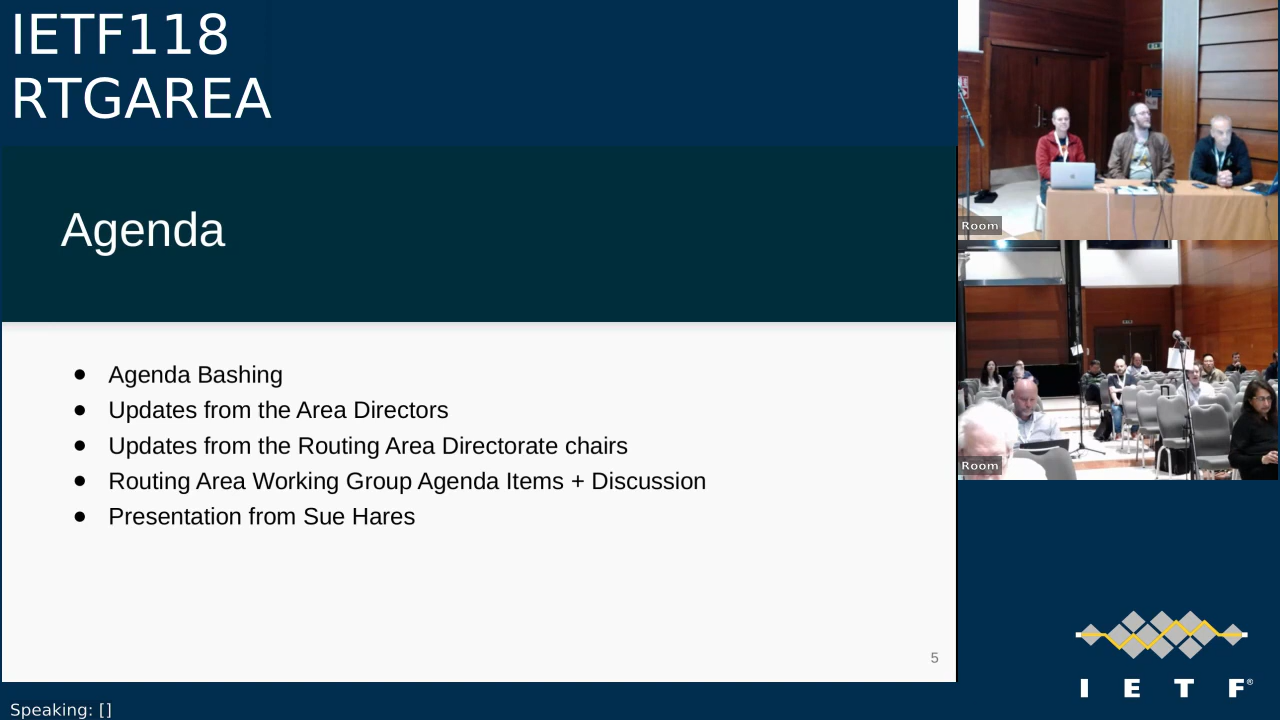 IETF118
RTGAREA
Agenda
● Agenda Bashing
● Updates from the Area Directors
● Updates from the Routing Area Directorate chairs
● Routing Area Working Group Agenda Items + Discussion
● Presentation from Sue Hares
5
Room
Room
I E T F®
Speaking: []